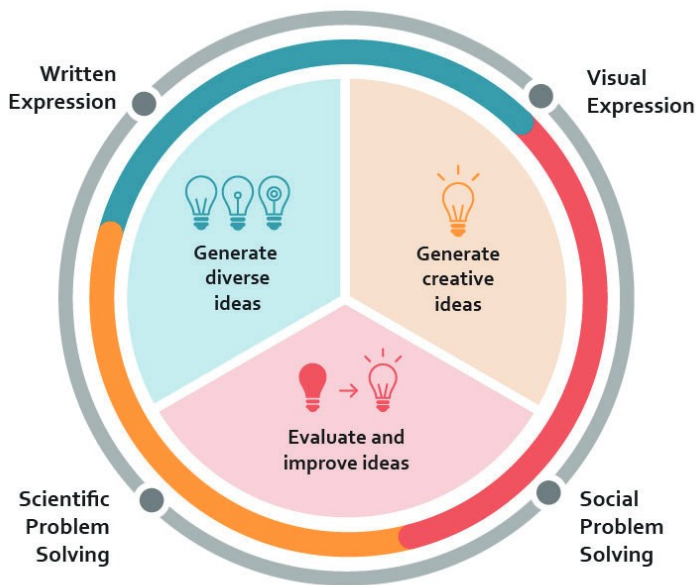 Written
Expression
Visual
Expression
Generate
diverse
ideas
Generate
creative
ideas
Evaluate and
improve ideas
Scientific
Problem
Solving
Social
Problem
Solving